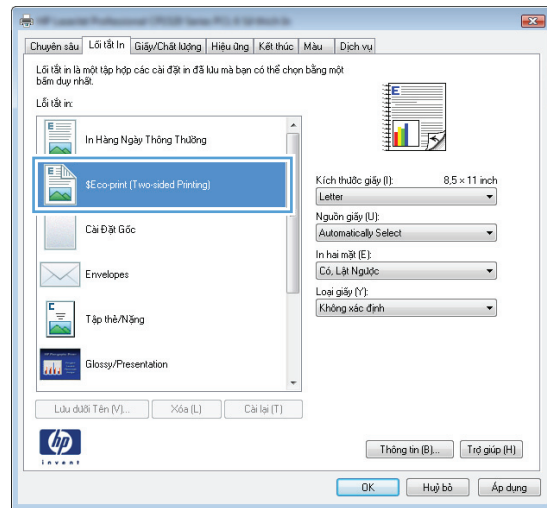 Chuyên sâu
Lối tắt In
Giấy/Chất lượng
Hiệu ứng
Kết thúc
Màu
Dịch vụ
Lối tắt in là một tập hợp các cài đặt in đã lưu mà bạn có thể chọn bằng một
bấm duy nhất.
Lối tắt in:
In Hàng Ngày Thông Thường
$Eco-print (Two-sided Printing)
Cài Đặt Gốc
Envelopes
Tập thẻ/Nặng
Glossy/Presentation
Lưu dưới Tên (V)...
Xóa (L)
Cài lại (T)
Kích thước giấy (I):
8,5 × 11 inch
Letter
Nguồn giấy (U):
Automatically Select
In hai mặt (E):
Có, Lật Ngược
Loại giấy (Y):
Không xác định
hp
invent
Thông tin (B)...
Trợ giúp (H)
OK
Huỷ bỏ
Áp dụng